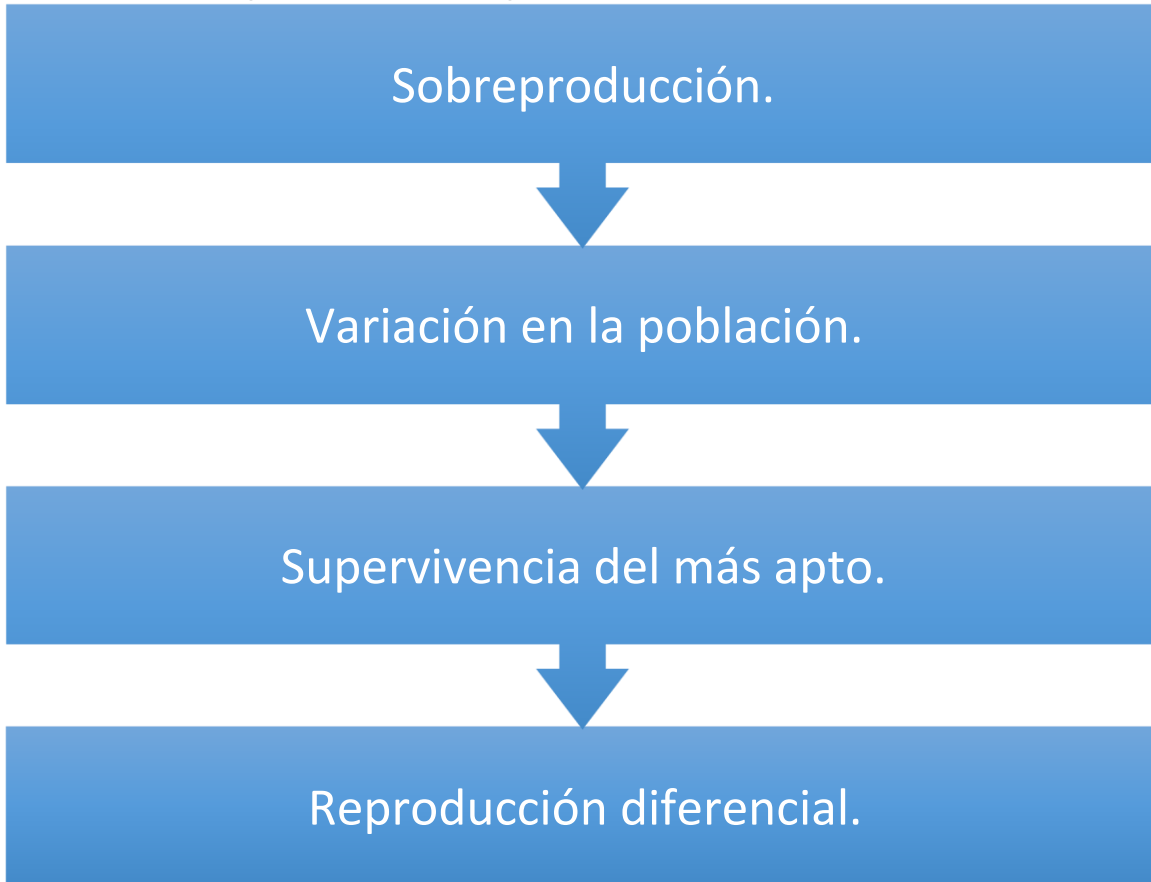 Sobreproducción.
Variación en la población.
Supervivencia del más apto.
Reproducción diferencial.